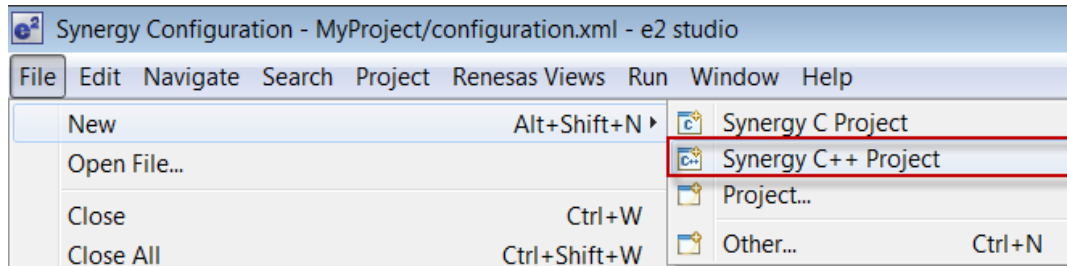 e² Synergy Configuration - MyProject/configuration.xml - e2 studio
File Edit Navigate Search Project Renesas Views Run Window Help
New Alt+Shift+N
Open File...
Close Ctrl+W
Close All Ctrl+Shift+W
C Synergy C Project
C++ Synergy C++ Project
Project...
Other... Ctrl+N